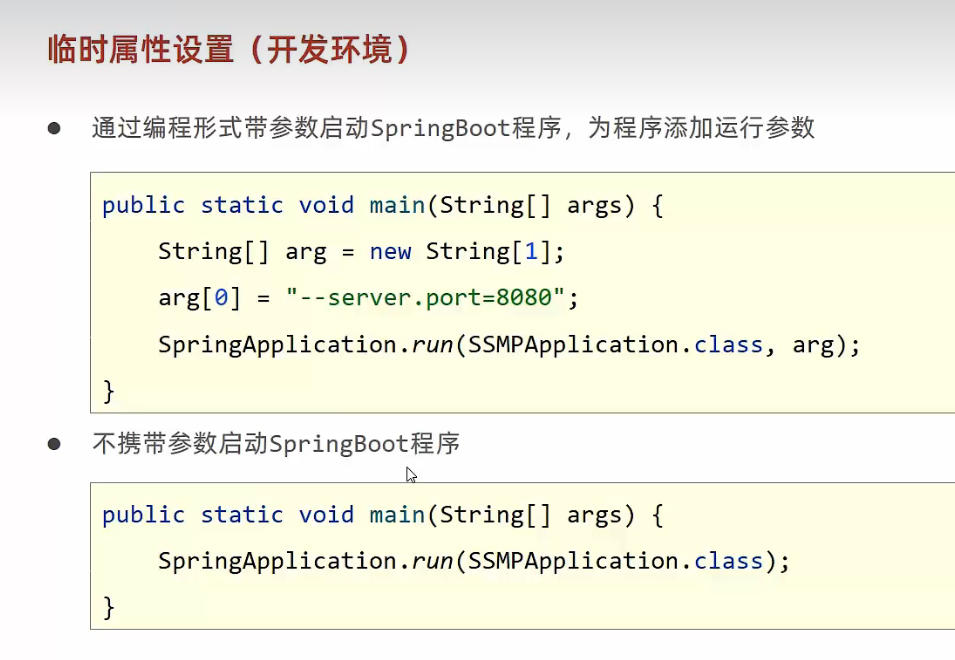 临时属性设置（开发环境）
● 通过编程形式带参数启动SpringBoot程序，为程序添加运行参数
public static void main(String[] args) {
    String[] arg = new String[1];
    arg[0] = "--server.port=8080";
    SpringApplication.run(SSMPApplication.class, arg);
}
● 不携带参数启动SpringBoot程序
public static void main(String[] args) {
    SpringApplication.run(SSMPApplication.class);
}